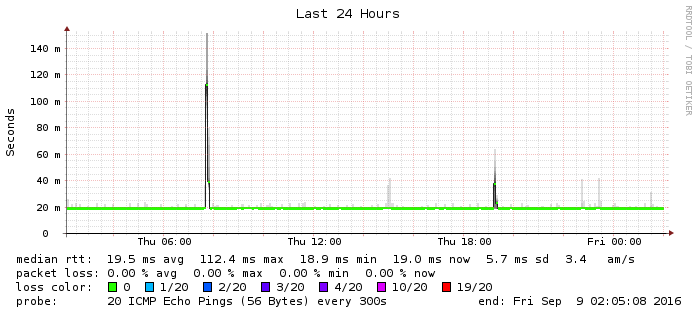 Last 24 Hours
RRDTOOL / TOBI OETIKER
Seconds
140 m
120 m
100 m
80 m
60 m
40 m
20 m
0
Thu 06:00 Thu 12:00 Thu 18:00 Fri 00:00
median rtt: 19.5 ms avg 112.4 ms max 18.9 ms min 19.0 ms now 5.7 ms sd 3.4 am/s
packet loss: 0.00 % avg 0.00 % max 0.00 % min 0.00 % now
loss color: 0 1/20 2/20 3/20 4/20 10/20 19/20
probe: 20 ICMP Echo Pings (56 Bytes) every 300s end: Fri Sep 9 02:05:08 2016